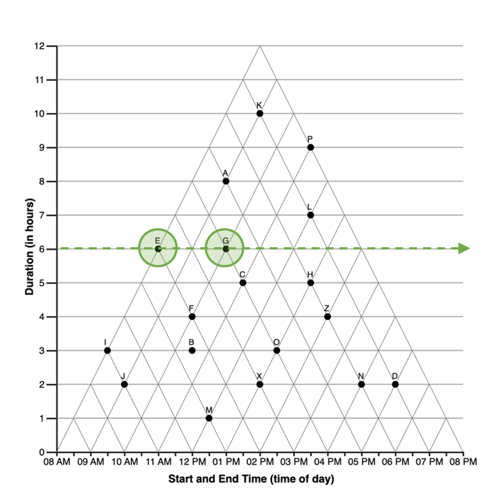 12
11
K
10
P
9
A
8
L
7
E G
6
C H
5
F Z
4
I B O
3
J X N D
2
M
1
0
08 AM 09 AM 10 AM 11 AM 12 PM 01 PM 02 PM 03 PM 04 PM 05 PM 06 PM 07 PM 08 PM
Start and End Time (time of day)
Duration (in hours)